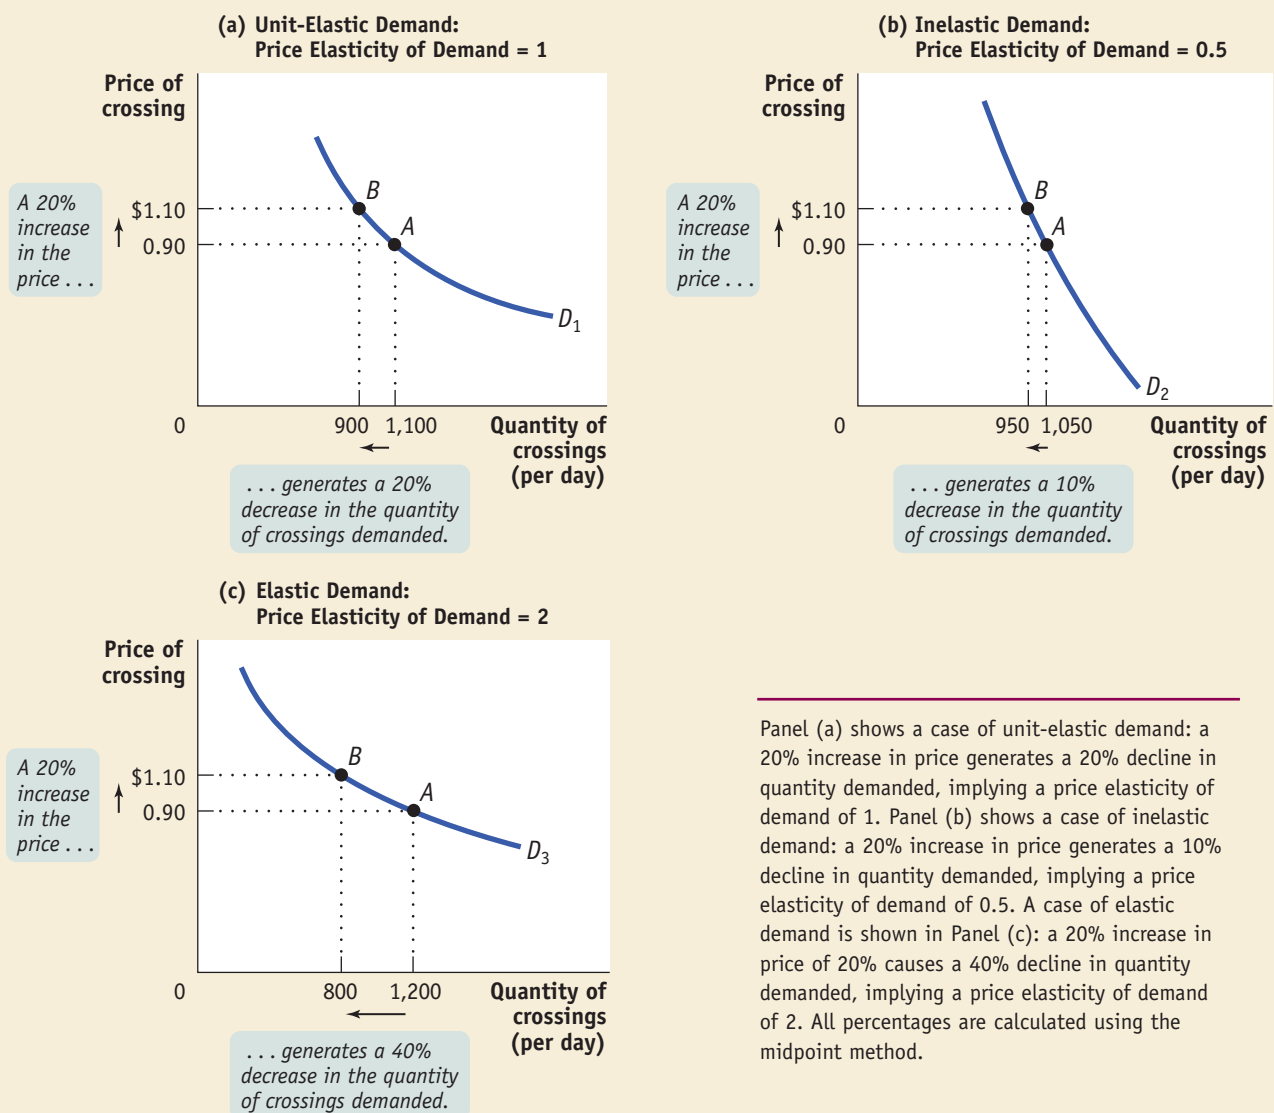 (a) Unit-Elastic Demand:
Price Elasticity of Demand = 1
Price of
crossing
A 20%
increase
in the
price . . .
$1.10
0.90
B
A
D1
0
900
1,100
Quantity of
crossings
(per day)
. . . generates a 20%
decrease in the quantity
of crossings demanded.
(b) Inelastic Demand:
Price Elasticity of Demand = 0.5
Price of
crossing
A 20%
increase
in the
price . . .
$1.10
0.90
B
A
D2
0
950
1,050
Quantity of
crossings
(per day)
. . . generates a 10%
decrease in the quantity
of crossings demanded.
(c) Elastic Demand:
Price Elasticity of Demand = 2
Price of
crossing
A 20%
increase
in the
price . . .
$1.10
0.90
B
A
D3
0
800
1,200
Quantity of
crossings
(per day)
. . . generates a 40%
decrease in the quantity
of crossings demanded.
Panel (a) shows a case of unit-elastic demand: a
20% increase in price generates a 20% decline in
quantity demanded, implying a price elasticity of
demand of 1. Panel (b) shows a case of inelastic
demand: a 20% increase in price generates a 10%
decline in quantity demanded, implying a price
elasticity of demand of 0.5. A case of elastic
demand is shown in Panel (c): a 20% increase in
price of 20% causes a 40% decline in quantity
demanded, implying a price elasticity of demand
of 2. All percentages are calculated using the
midpoint method.